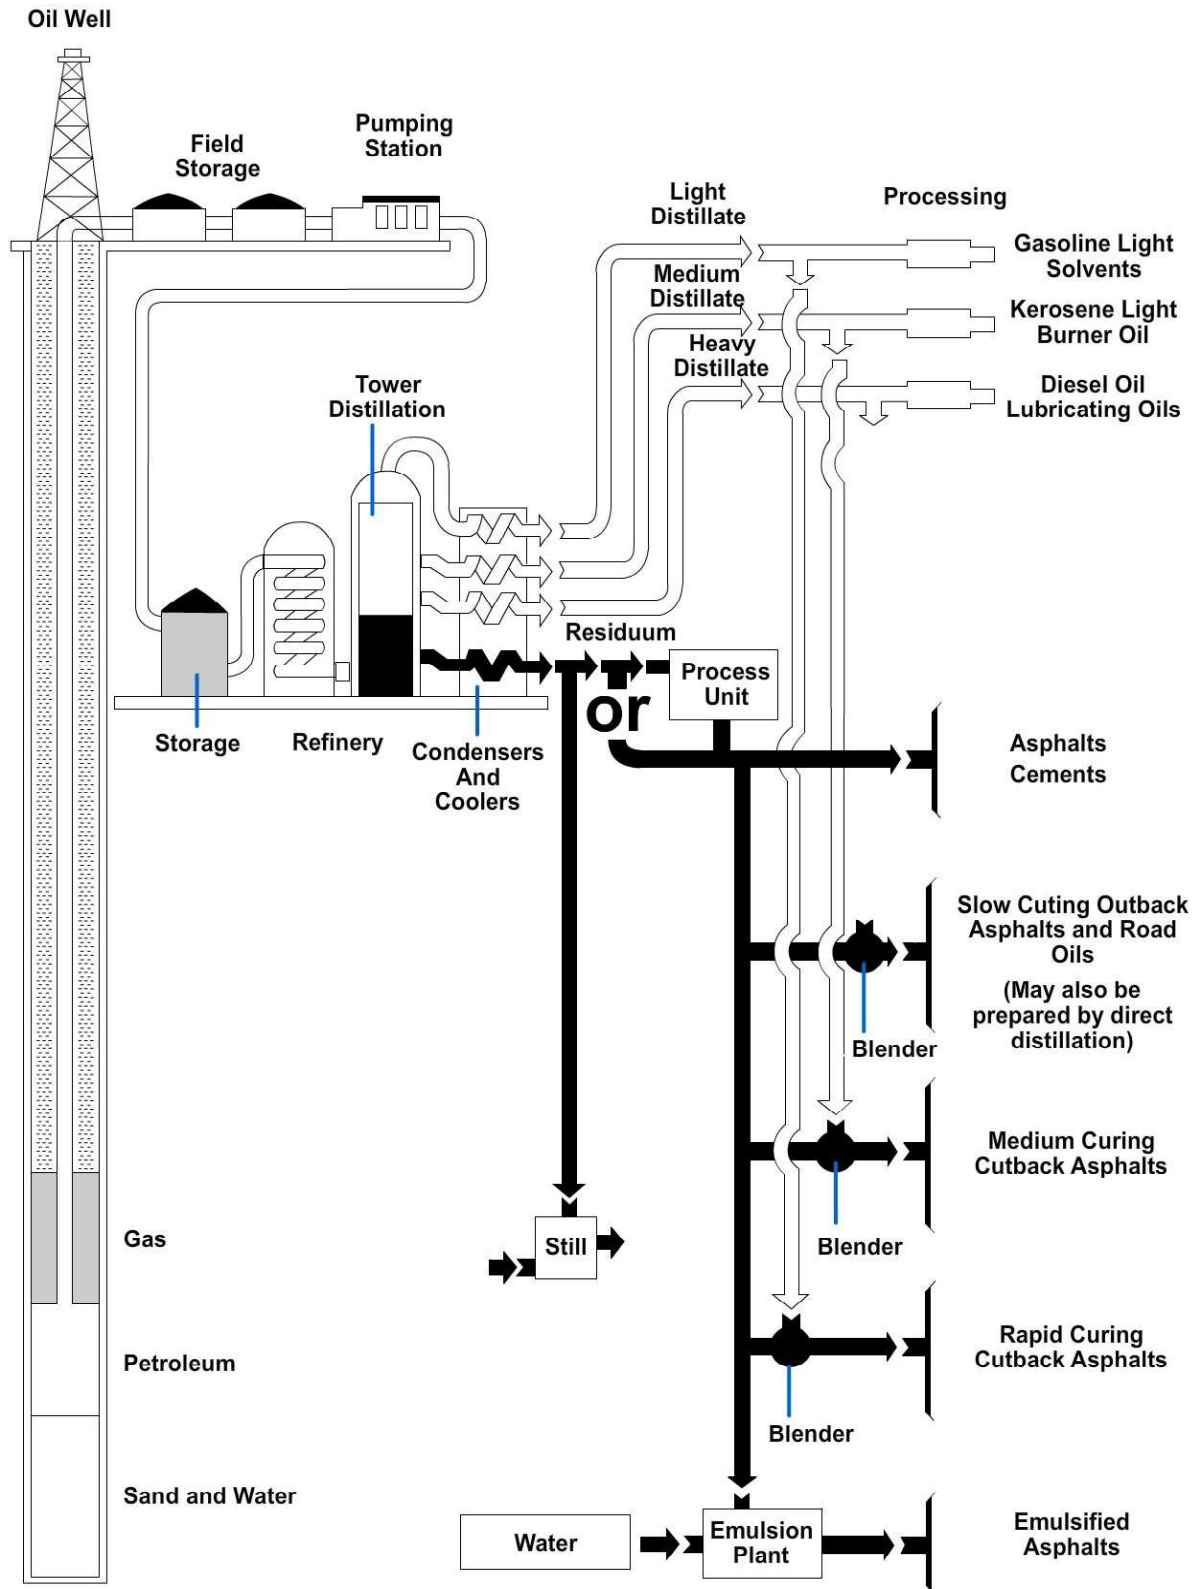 Oil Well
Field
Storage
Pumping
Station
Light
Distillate
Processing
Gasoline Light
Solvents
Medium
Distillate
Kerosene Light
Burner Oil
Heavy
Distillate
Diesel Oil
Lubricating Oils
Tower
Distillation
Residuum
Process
Unit
or
Storage
Refinery
Condensers
And
Coolers
Asphalts
Cements
Slow Cuting Outback
Asphalts and Road
Oils
(May also be
prepared by direct
distillation)
Blender
Medium Curing
Cutback Asphalts
Blender
Gas
Still
Rapid Curing
Cutback Asphalts
Petroleum
Blender
Sand and Water
Water
Emulsion
Plant
Emulsified
Asphalts